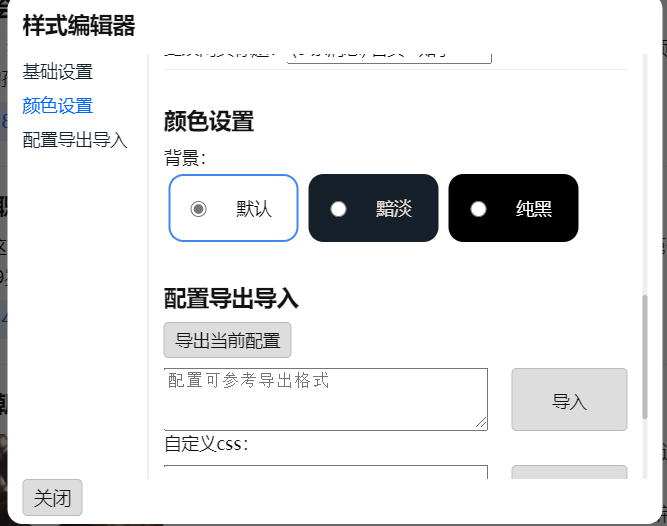 样式编辑器
基础设置
颜色设置
配置导出导入
颜色设置
背景：
默认
黯淡
纯黑
配置导出导入
导出当前配置
配置可参考导出格式
导入
自定义css：
关闭